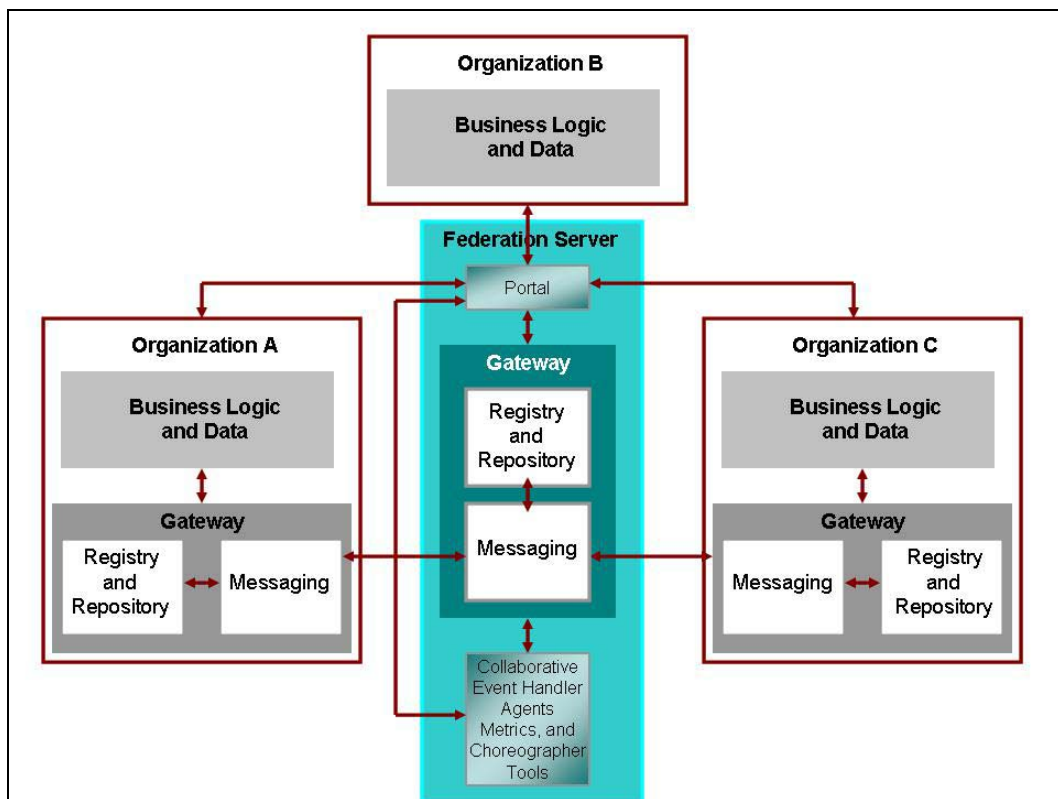 Organization B
Business Logic
and Data
Federation Server
Portal
Organization A
Business Logic
and Data
Gateway
Registry
and
Repository
Messaging
Gateway
Registry
and
Repository
Messaging
Organization C
Business Logic
and Data
Gateway
Messaging
Registry
and
Repository
Collaborative
Event Handler
Agents
Metrics, and
Choreographer
Tools